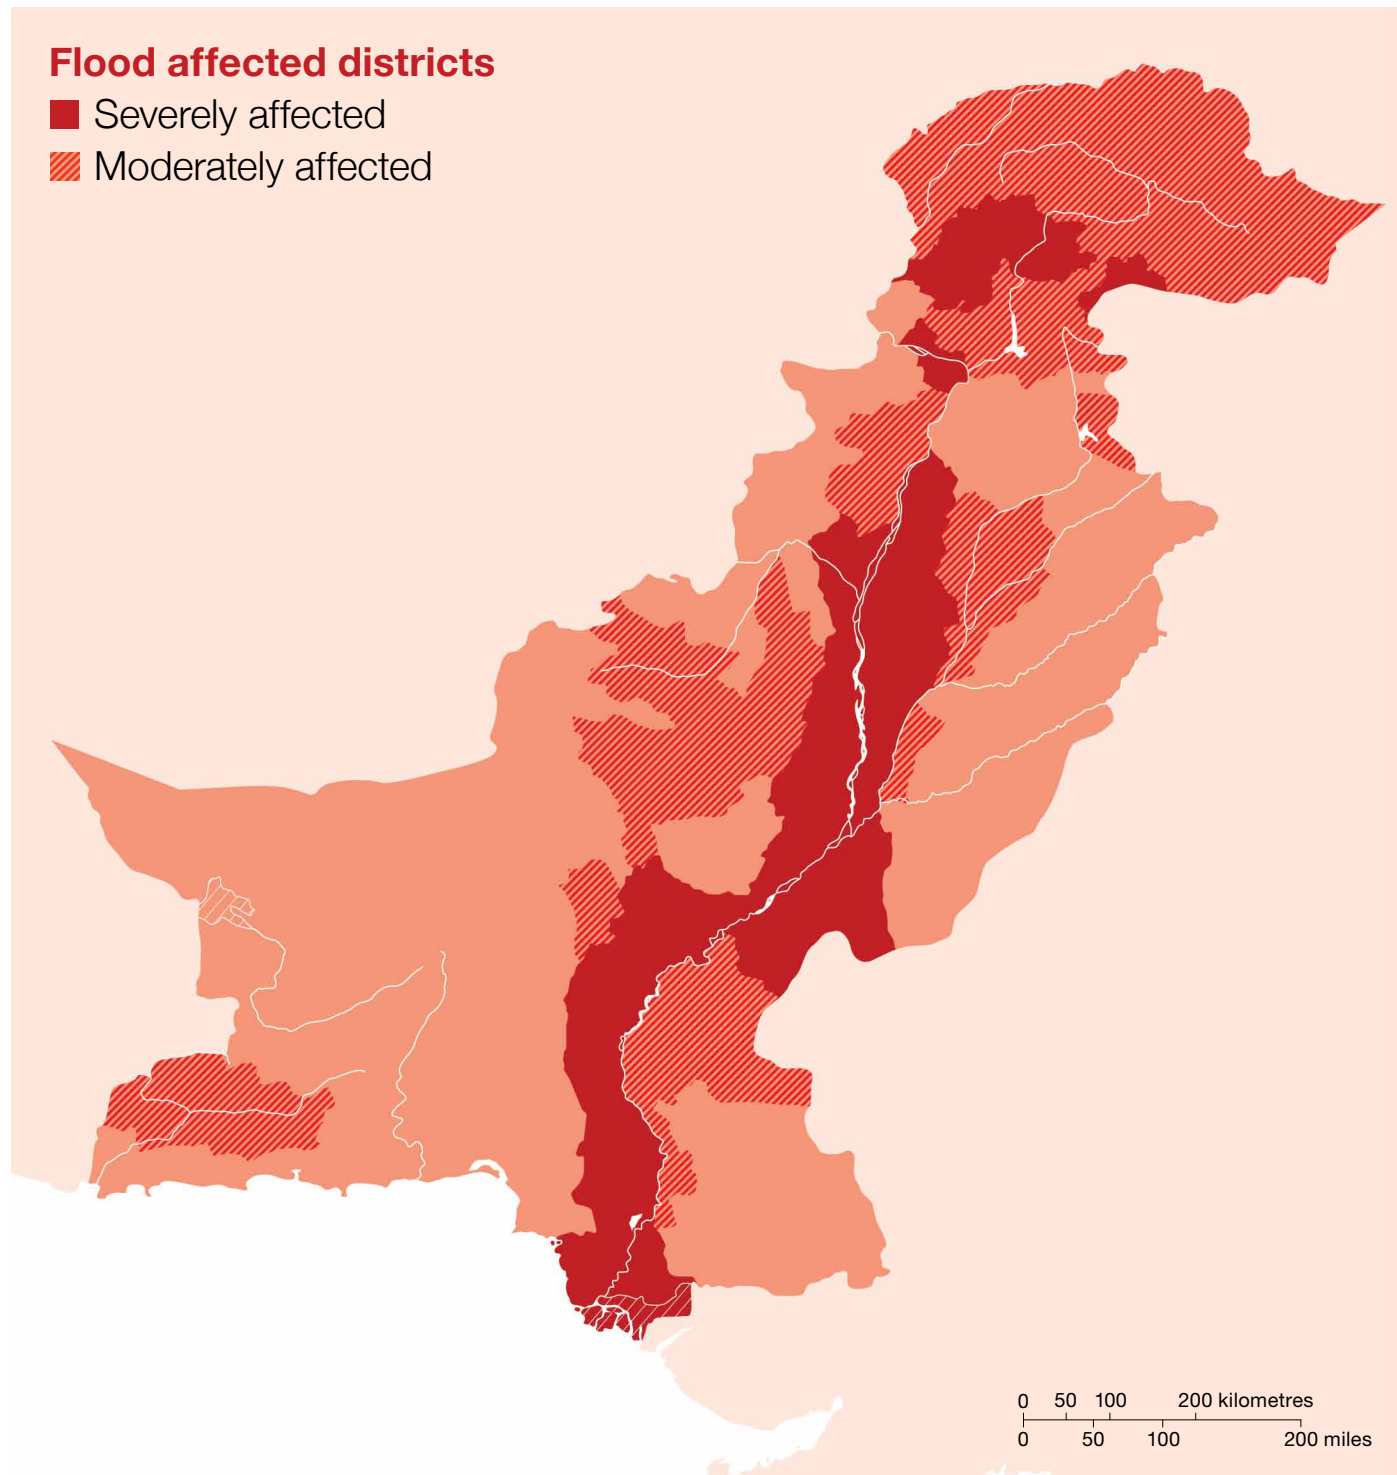 Flood affected districts
Severely affected
Moderately affected
0 50 100 200 kilometres
0 50 100 200 miles